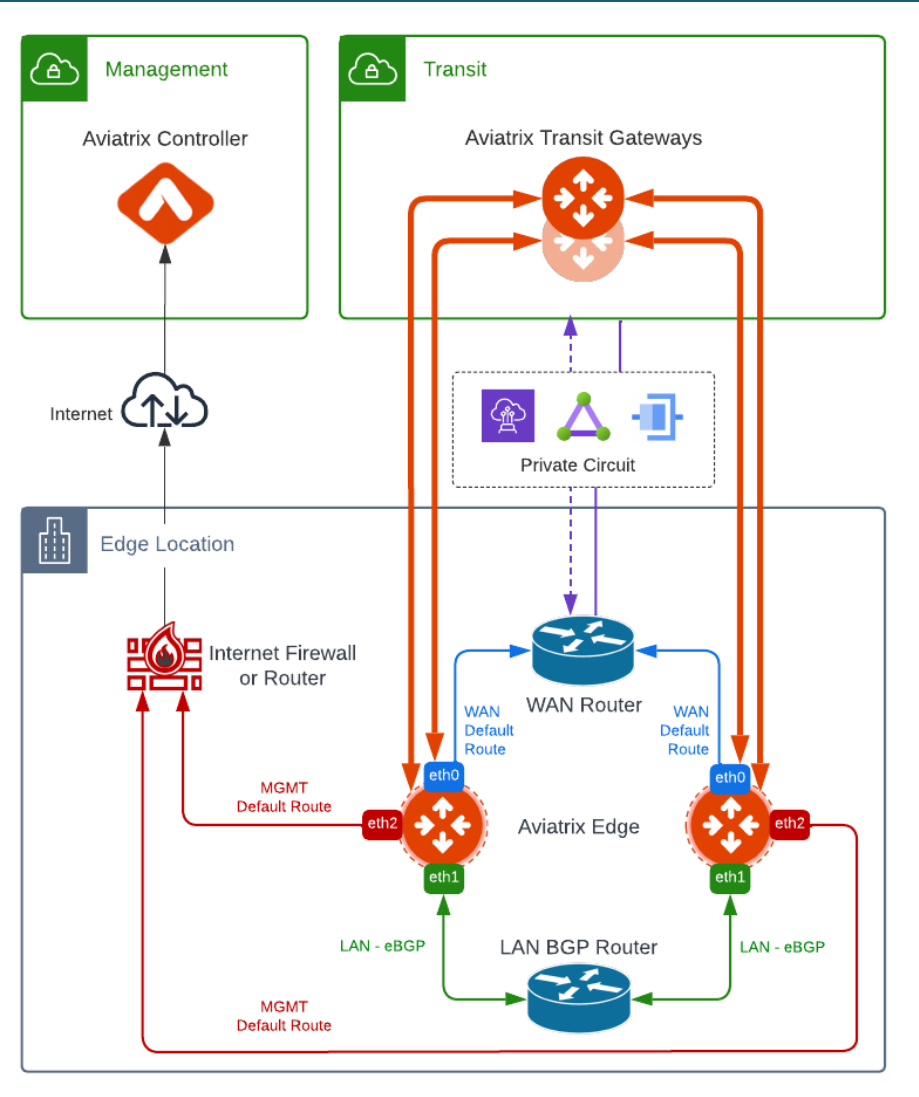 Management
Transit
Aviatrix Controller
Aviatrix Transit Gateways
Internet
Private Circuit
Edge Location
Internet Firewall
or Router
WAN Router
WAN
Default
Route
WAN
Default
Route
eth0
eth0
MGMT
Default Route
eth2
Aviatrix Edge
eth2
eth1
eth1
LAN - eBGP
LAN BGP Router
LAN - eBGP
MGMT
Default Route